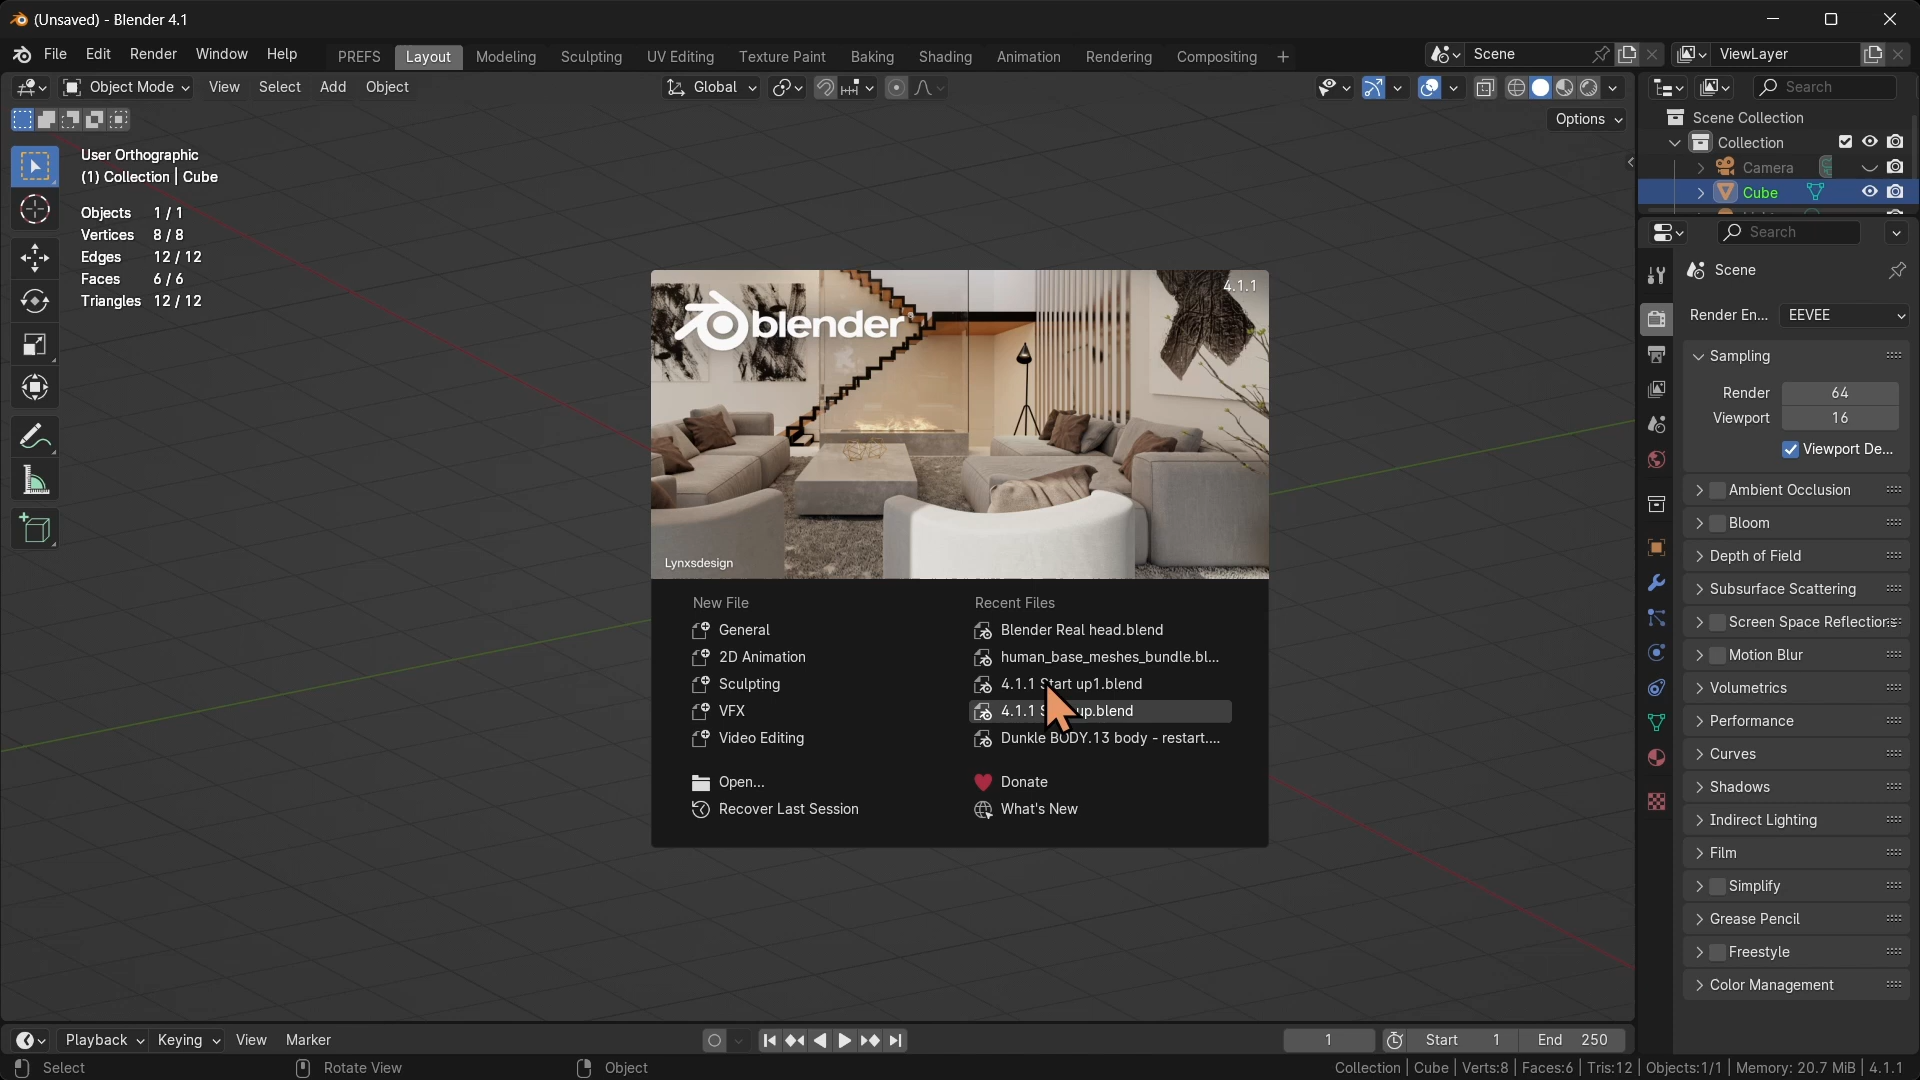 (Unsaved) - Blender 4.1
File Edit Render Window Help PREFS Layout Modeling Sculpting UV Editing Texture Paint Baking Shading Animation Rendering Compositing + Scene ViewLayer
Object Mode View Select Add Object Global Search
Options
Scene Collection
Collection
Camera
Cube
User Orthographic
(1) Collection | Cube
Objects 1 / 1
Vertices 8 / 8
Edges 12 / 12
Faces 6 / 6
Triangles 12 / 12
4.1.1
blender
Lynxsdesign
New File
General
2D Animation
Sculpting
VFX
Video Editing
Open...
Recover Last Session
Recent Files
Blender Real head.blend
human_base_meshes_bundle.bl...
4.1.1 Start up1.blend
4.1.1 up.blend
Dunkle BODY.13 body - restart....
Donate
What's New
Search
Scene
Render En... EEVEE
Sampling
Render 64
Viewport 16
Viewport De...
Ambient Occlusion
Bloom
Depth of Field
Subsurface Scattering
Screen Space Reflections
Motion Blur
Volumetrics
Performance
Curves
Shadows
Indirect Lighting
Film
Simplify
Grease Pencil
Freestyle
Color Management
Playback Keying View Marker 1 Start 1 End 250
Select Rotate View Object Collection | Cube | Verts:8 | Faces:6 | Tris:12 | Objects:1/1 | Memory: 20.7 MiB | 4.1.1